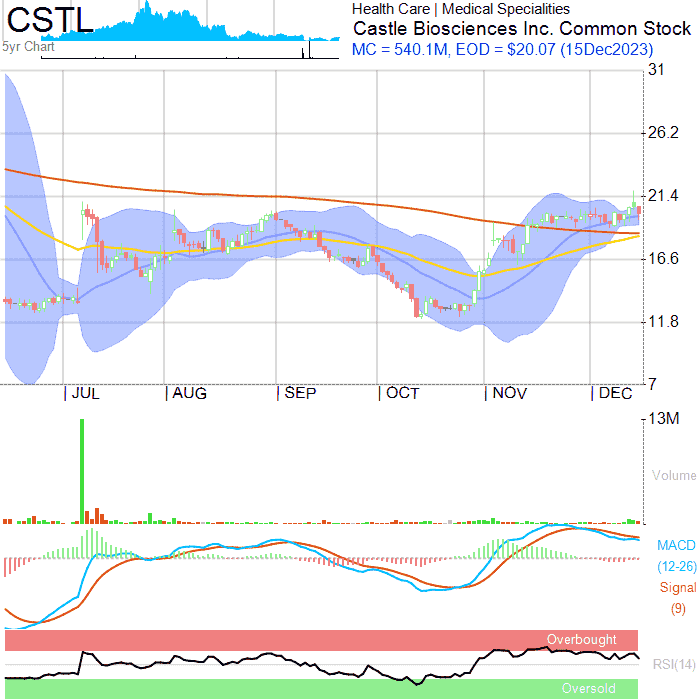 CSTL
5yr Chart
Health Care | Medical Specialities
Castle Biosciences Inc. Common Stock
MC = 540.1M, EOD = $20.07 (15Dec2023)
31
26.2
21.4
16.6
11.8
7
| JUL | AUG | SEP | OCT | NOV | DEC
13M
Volume
MACD
(12-26)
Signal
(9)
Overbought
RSI(14)
Oversold